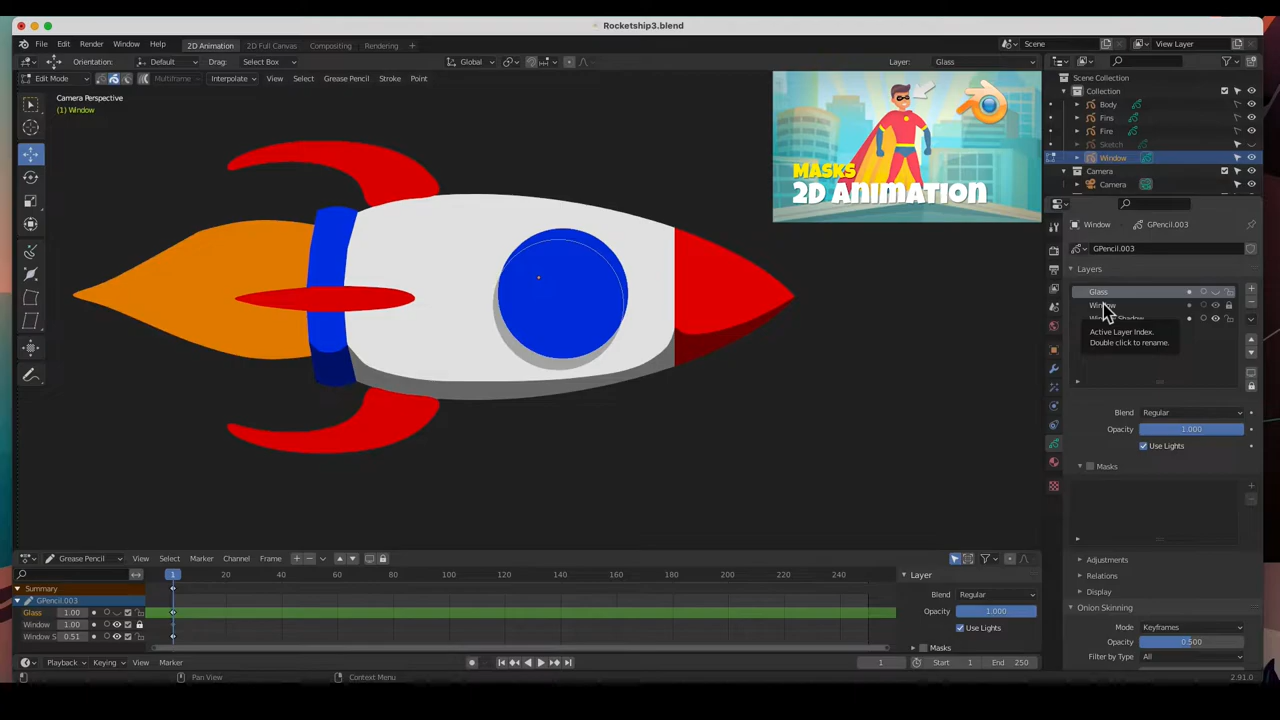 Rocketship3.blend
File Edit Render Window Help 2D Animation 2D Full Canvas Compositing Rendering + Scene View Layer
Orientation: Default Drag: Select Box Global Layer: Glass
Edit Mode Multiframe Interpolate View Select Grease Pencil Stroke Point
Camera Perspective
(1) Window
MASKS
2D ANIMATION
Scene Collection
Collection
Body
Fins
Fire
Sketch
Window
Camera
Camera
Window GPencil.003
GPencil.003
Layers
Glass
Window
Active Layer Index.
Double click to rename.
Blend Regular
Opacity 1.000
Use Lights
Masks
Adjustments
Relations
Display
Onion Skinning
Mode Keyframes
Opacity 0.500
Filter by Type All
Grease Pencil View Select Marker Channel Frame
1 20 40 60 80 100 120 140 160 180 200 220 240
Summary
GPencil.003
Glass 1.00
Window 1.00
Window S 0.51
Layer
Blend Regular
Opacity 1.000
Use Lights
Masks
Playback Keying View Marker 1 Start 1 End 250
Pan View Context Menu 2.91.0